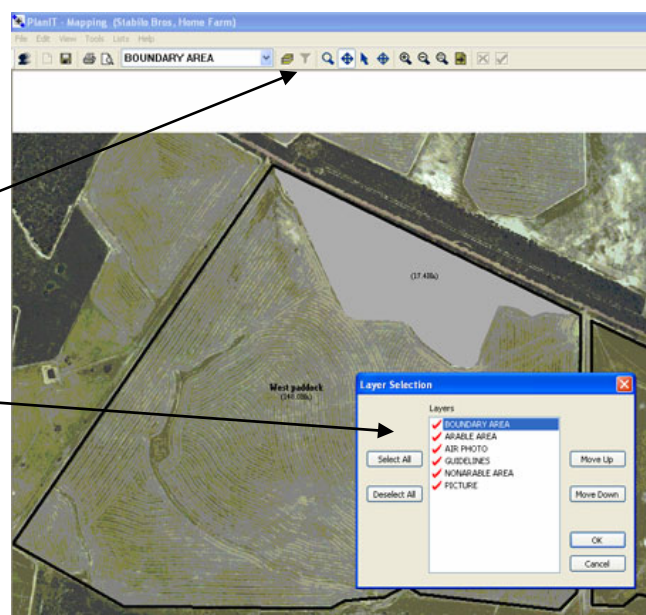 PlanIT - Mapping (Stabilo Bros, Home Farm)
File Edit View Tools Lists Help
BOUNDARY AREA
West paddock
Layer Selection
Layers
BOUNDARY AREA
ARABLE AREA
AIR PHOTO
GUIDELINES
NONARABLE AREA
PICTURE
Select All
Deselect All
Move Up
Move Down
OK
Cancel